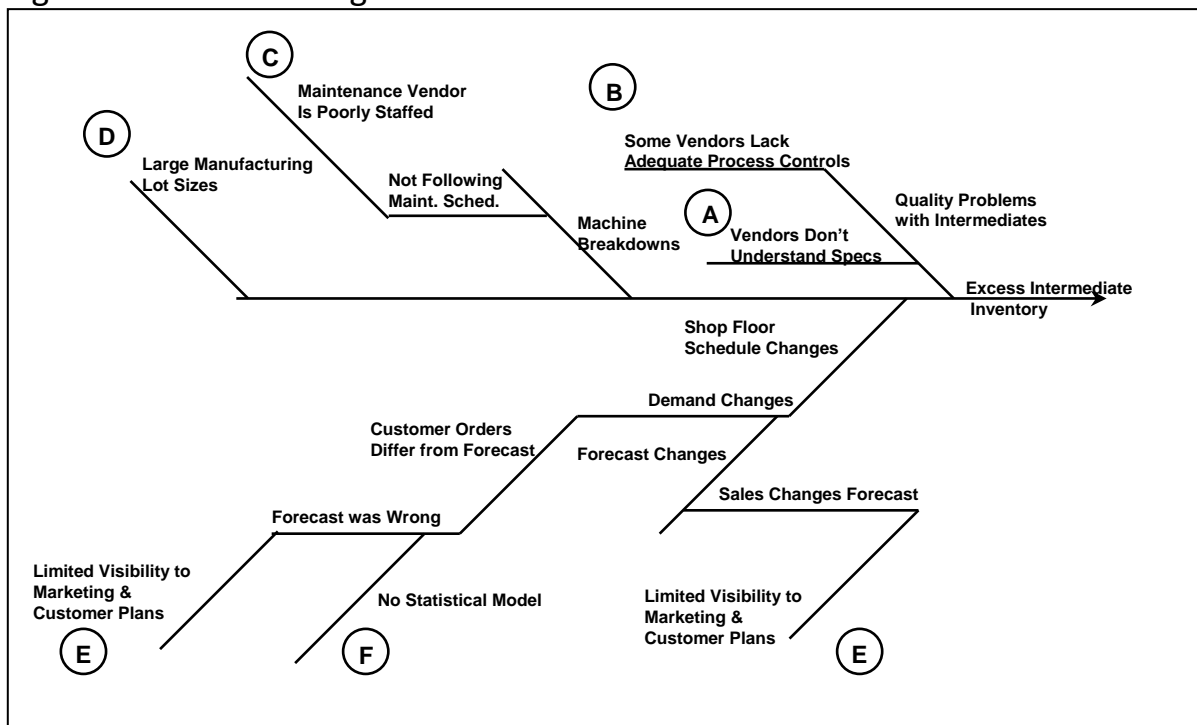 C
Maintenance Vendor
Is Poorly Staffed
B
D
Large Manufacturing
Lot Sizes
Some Vendors Lack
Adequate Process Controls
Not Following
Maint. Sched.
A
Quality Problems
with Intermediates
Machine
Breakdowns
Vendors Don't
Understand Specs
Excess Intermediate
Inventory
Shop Floor
Schedule Changes
Demand Changes
Customer Orders
Differ from Forecast
Forecast Changes
Sales Changes Forecast
Forecast was Wrong
Limited Visibility to
Marketing &
Customer Plans
No Statistical Model
Limited Visibility to
Marketing &
Customer Plans
E
F
E